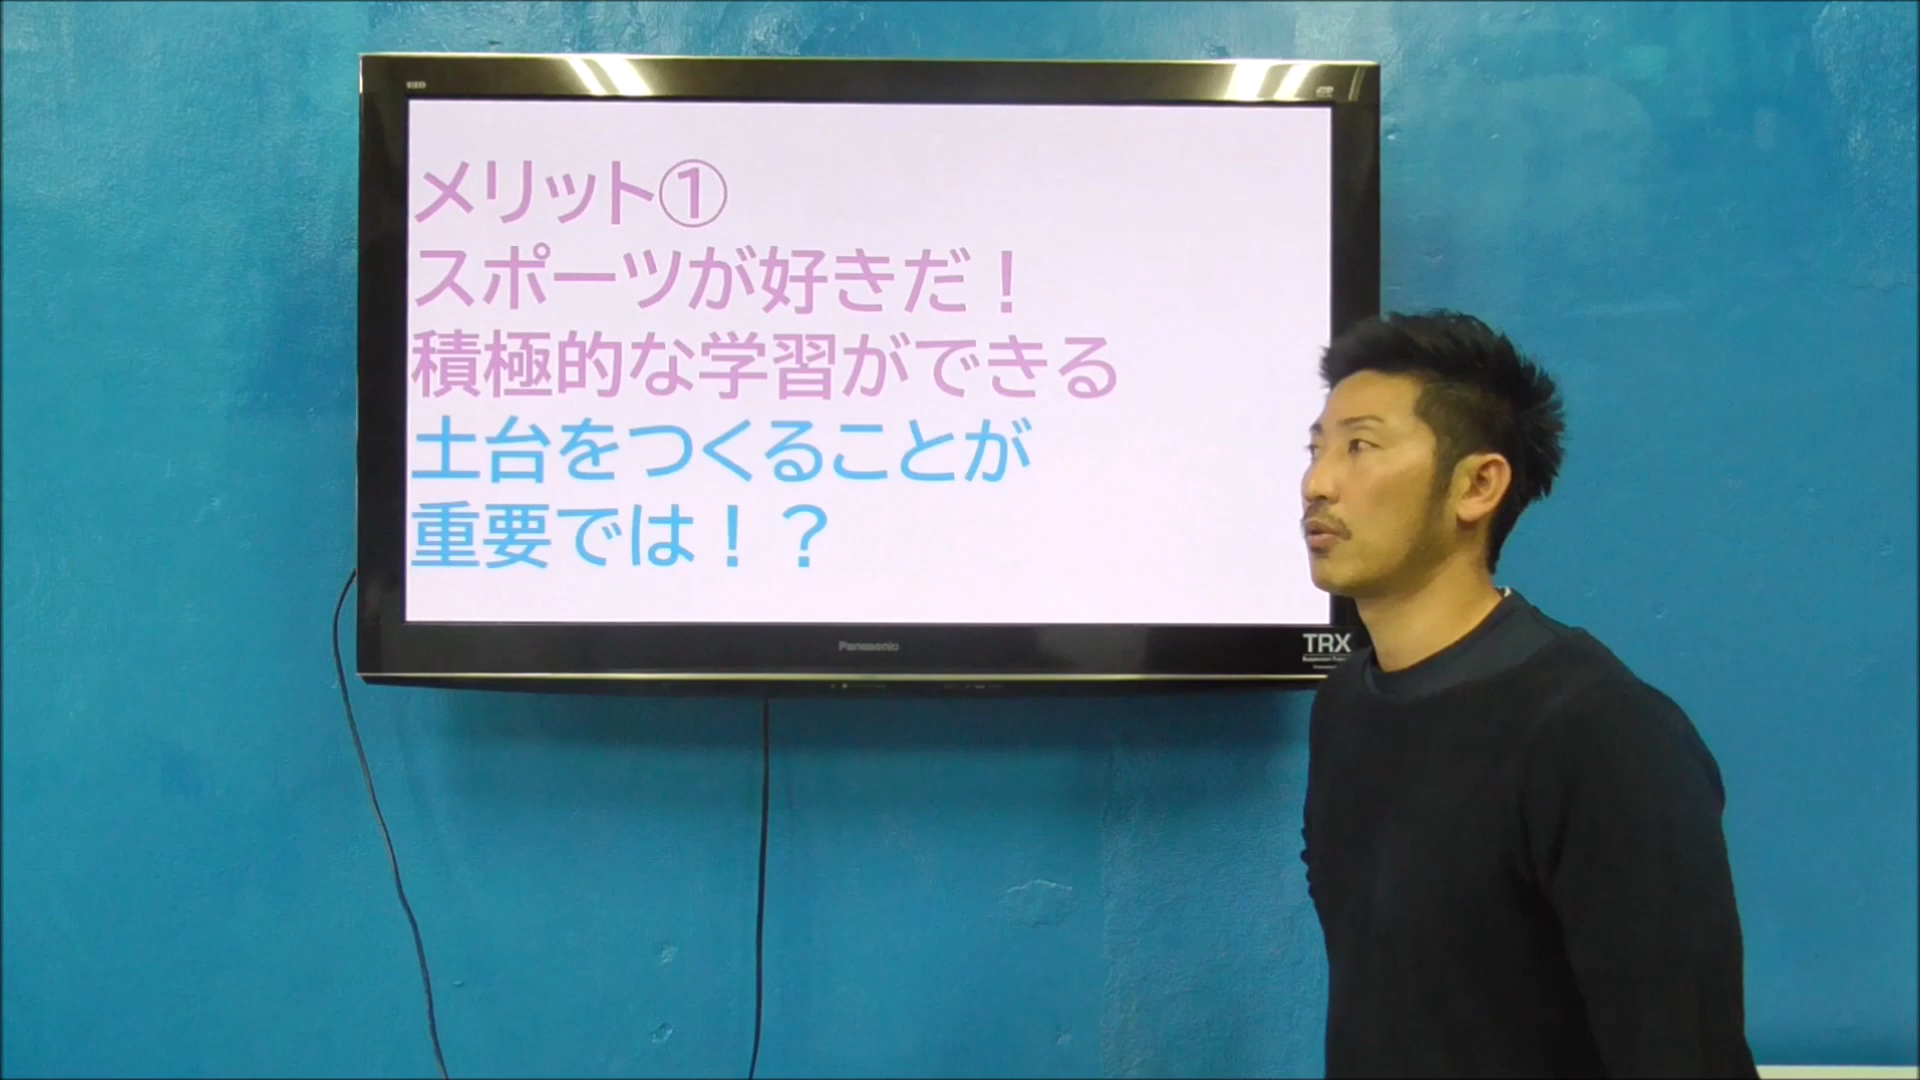 メリット①
スポーツが好きだ！
積極的な学習ができる
土台をつくることが
重要では！？
Panasonic
TRX